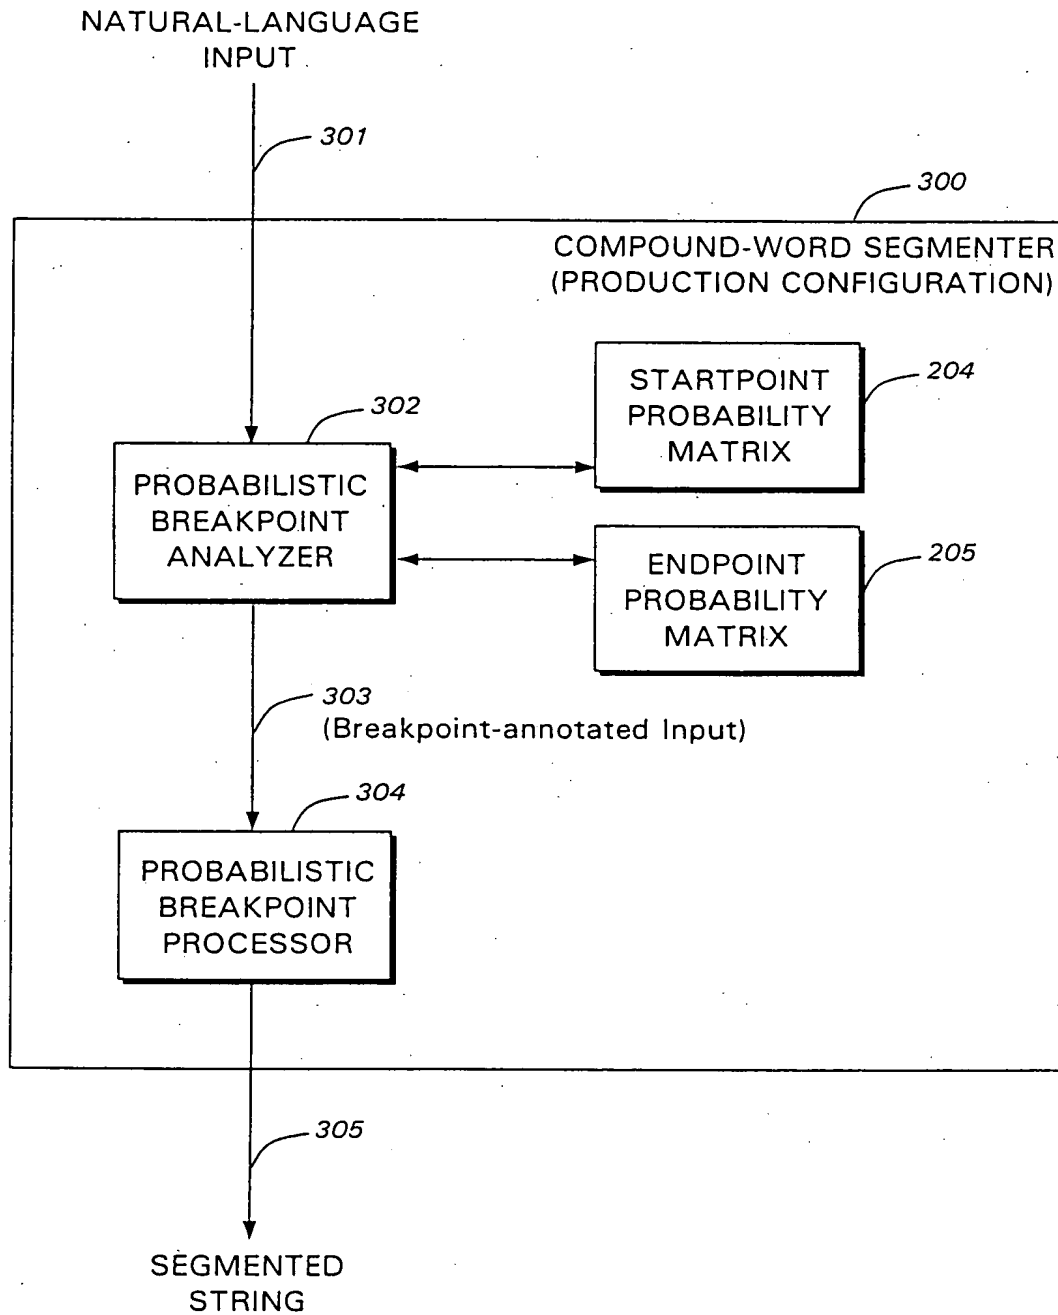 NATURAL-LANGUAGE
INPUT
301
300
COMPOUND-WORD SEGMENTER
(PRODUCTION CONFIGURATION)
STARTPOINT
PROBABILITY
MATRIX
204
302
PROBABILISTIC
BREAKPOINT
ANALYZER
ENDPOINT
PROBABILITY
MATRIX
205
303
(Breakpoint-annotated Input)
304
PROBABILISTIC
BREAKPOINT
PROCESSOR
305
SEGMENTED
STRING